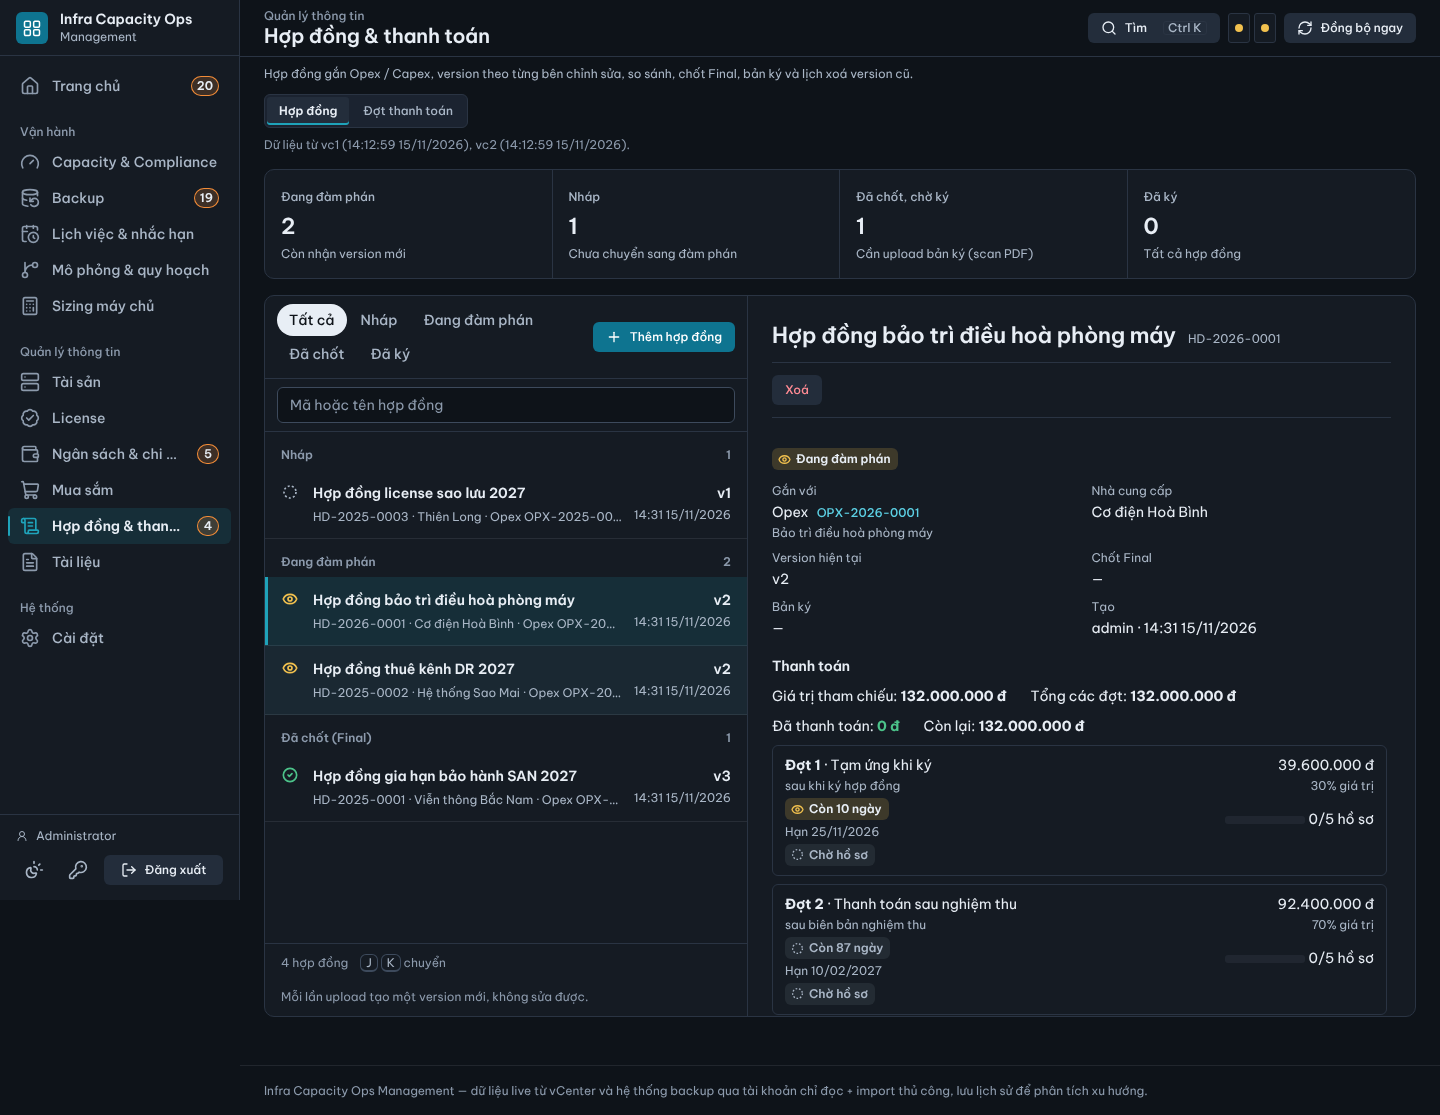 Infra Capacity Ops
Management
Trang chủ 20
Vận hành
Capacity & Compliance
Backup 19
Lịch việc & nhắc hạn
Mô phỏng & quy hoạch
Sizing máy chủ
Quản lý thông tin
Tài sản
License
Ngân sách & chi ... 5
Mua sắm
Hợp đồng & than... 4
Tài liệu
Hệ thống
Cài đặt
Administrator
Đăng xuất
Quản lý thông tin
Hợp đồng & thanh toán
Tìm Ctrl K
Đồng bộ ngay
Hợp đồng gắn Opex / Capex, version theo từng bên chỉnh sửa, so sánh, chốt Final, bản ký và lịch xoá version cũ.
Hợp đồng Đợt thanh toán
Dữ liệu từ vc1 (14:12:59 15/11/2026), vc2 (14:12:59 15/11/2026).
Đang đàm phán
2
Còn nhận version mới
Nháp
1
Chưa chuyển sang đàm phán
Đã chốt, chờ ký
1
Cần upload bản ký (scan PDF)
Đã ký
0
Tất cả hợp đồng
Tất cả Nháp Đang đàm phán
Đã chốt Đã ký
Thêm hợp đồng
Mã hoặc tên hợp đồng
Nháp 1
Hợp đồng license sao lưu 2027 v1
HD-2025-0003 · Thiên Long · Opex OPX-2025-00... 14:31 15/11/2026
Đang đàm phán 2
Hợp đồng bảo trì điều hoà phòng máy v2
HD-2026-0001 · Cơ điện Hoà Bình · Opex OPX-20... 14:31 15/11/2026
Hợp đồng thuê kênh DR 2027 v2
HD-2025-0002 · Hệ thống Sao Mai · Opex OPX-20... 14:31 15/11/2026
Đã chốt (Final) 1
Hợp đồng gia hạn bảo hành SAN 2027 v3
HD-2025-0001 · Viễn thông Bắc Nam · Opex OPX-... 14:31 15/11/2026
4 hợp đồng J K chuyển
Mỗi lần upload tạo một version mới, không sửa được.
Hợp đồng bảo trì điều hoà phòng máy HD-2026-0001
Xoá
Đang đàm phán
Gắn với
Opex OPX-2026-0001
Bảo trì điều hoà phòng máy
Nhà cung cấp
Cơ điện Hoà Bình
Version hiện tại
v2
Chốt Final
—
Bản ký
—
Tạo
admin · 14:31 15/11/2026
Thanh toán
Giá trị tham chiếu: 132.000.000 đ Tổng các đợt: 132.000.000 đ
Đã thanh toán: 0 đ Còn lại: 132.000.000 đ
Đợt 1 · Tạm ứng khi ký 39.600.000 đ
sau khi ký hợp đồng 30% giá trị
Còn 10 ngày
0/5 hồ sơ
Hạn 25/11/2026
Chờ hồ sơ
Đợt 2 · Thanh toán sau nghiệm thu 92.400.000 đ
sau biên bản nghiệm thu 70% giá trị
Còn 87 ngày
0/5 hồ sơ
Hạn 10/02/2027
Chờ hồ sơ
Infra Capacity Ops Management — dữ liệu live từ vCenter và hệ thống backup qua tài khoản chỉ đọc + import thủ công, lưu lịch sử để phân tích xu hướng.